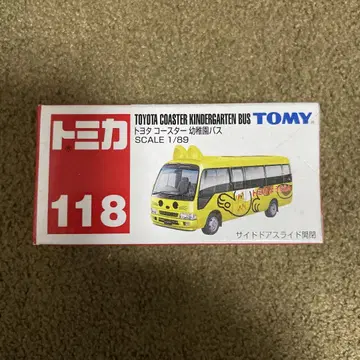 トミカ
118
TOYOTA COASTER KINDERGARTEN BUS TOMY
トヨタ コースター 幼稚園バス
SCALE 1/89
サイドドアスライド開閉